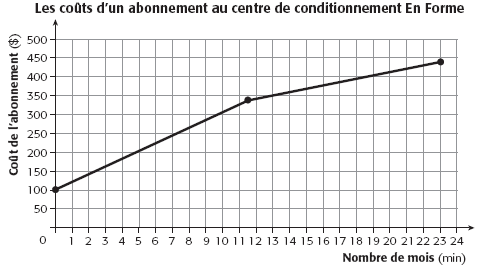 Les coûts d'un abonnement au centre de conditionnement En Forme
Coût de l'abonnement ($)
500
450
400
350
300
250
200
150
100
50
0 1 2 3 4 5 6 7 8 9 10 11 12 13 14 15 16 17 18 19 20 21 22 23 24
Nombre de mois (min)